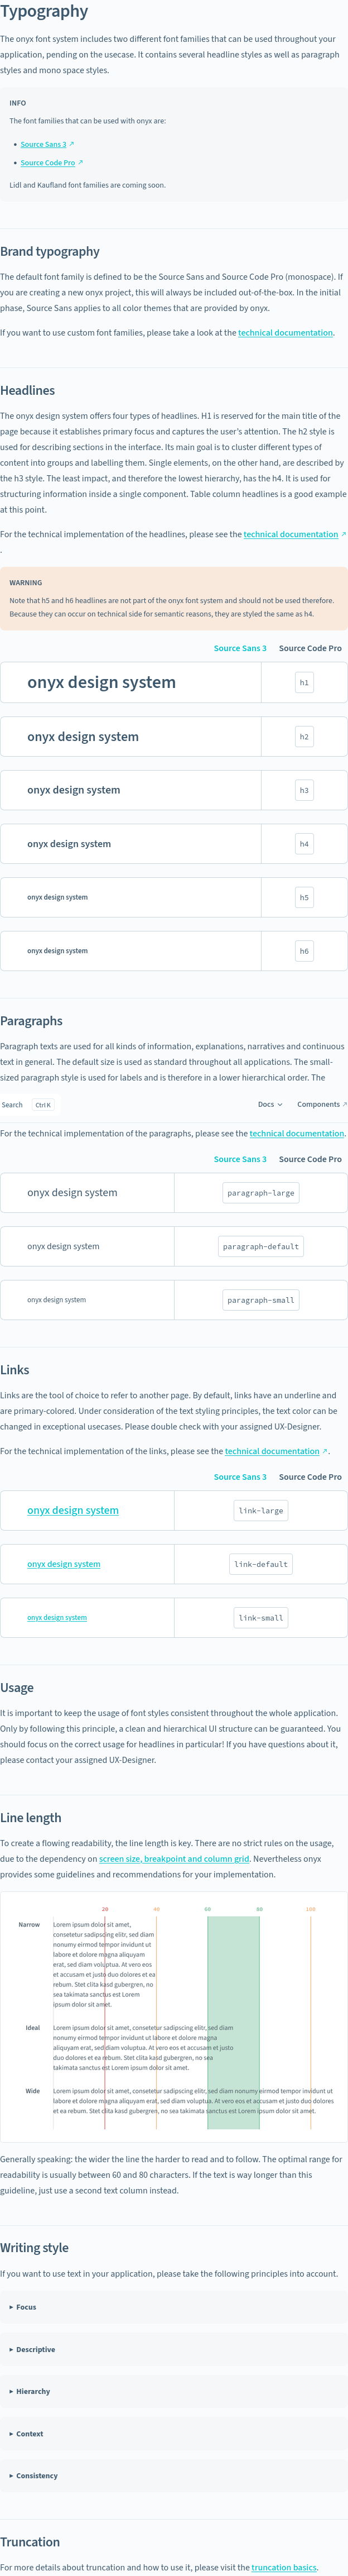 Typography
The onyx font system includes two different font families that can be used throughout your
application, pending on the usecase. It contains several headline styles as well as paragraph
styles and mono space styles.
INFO
The font families that can be used with onyx are:
• Source Sans 3 ↗
• Source Code Pro ↗
Lidl and Kaufland font families are coming soon.
Brand typography
The default font family is defined to be the Source Sans and Source Code Pro (monospace). If
you are creating a new onyx project, this will always be included out-of-the-box. In the initial
phase, Source Sans applies to all color themes that are provided by onyx.
If you want to use custom font families, please take a look at the technical documentation.
Headlines
The onyx design system offers four types of headlines. H1 is reserved for the main title of the
page because it establishes primary focus and captures the user's attention. The h2 style is
used for describing sections in the interface. Its main goal is to cluster different types of
content into groups and labelling them. Single elements, on the other hand, are described by
the h3 style. The least impact, and therefore the lowest hierarchy, has the h4. It is used for
structuring information inside a single component. Table column headlines is a good example
at this point.
For the technical implementation of the headlines, please see the technical documentation ↗
.
WARNING
Note that h5 and h6 headlines are not part of the onyx font system and should not be used therefore.
Because they can occur on technical side for semantic reasons, they are styled the same as h4.
Source Sans 3 Source Code Pro
onyx design system h1
onyx design system h2
onyx design system h3
onyx design system h4
onyx design system h5
onyx design system h6
Paragraphs
Paragraph texts are used for all kinds of information, explanations, narratives and continuous
text in general. The default size is used as standard throughout all applications. The small-
sized paragraph style is used for labels and is therefore in a lower hierarchical order. The
Search Ctrl K Docs Components ↗
For the technical implementation of the paragraphs, please see the technical documentation.
Source Sans 3 Source Code Pro
onyx design system paragraph-large
onyx design system paragraph-default
onyx design system paragraph-small
Links
Links are the tool of choice to refer to another page. By default, links have an underline and
are primary-colored. Under consideration of the text styling principles, the text color can be
changed in exceptional usecases. Please double check with your assigned UX-Designer.
For the technical implementation of the links, please see the technical documentation ↗.
Source Sans 3 Source Code Pro
onyx design system link-large
onyx design system link-default
onyx design system link-small
Usage
It is important to keep the usage of font styles consistent throughout the whole application.
Only by following this principle, a clean and hierarchical UI structure can be guaranteed. You
should focus on the correct usage for headlines in particular! If you have questions about it,
please contact your assigned UX-Designer.
Line length
To create a flowing readability, the line length is key. There are no strict rules on the usage,
due to the dependency on screen size, breakpoint and column grid. Nevertheless onyx
provides some guidelines and recommendations for your implementation.
20 40 60 80 100
Narrow Lorem ipsum dolor sit amet,
consetetur sadipscing elitr, sed diam
nonumy eirmod tempor invidunt ut
labore et dolore magna aliquyam
erat, sed diam voluptua. At vero eos
et accusam et justo duo dolores et ea
rebum. Stet clita kasd gubergren, no
sea takimata sanctus est Lorem
ipsum dolor sit amet.
Ideal Lorem ipsum dolor sit amet, consetetur sadipscing elitr, sed diam
nonumy eirmod tempor invidunt ut labore et dolore magna
aliquyam erat, sed diam voluptua. At vero eos et accusam et justo
duo dolores et ea rebum. Stet clita kasd gubergren, no sea
takimata sanctus est Lorem ipsum dolor sit amet.
Wide Lorem ipsum dolor sit amet, consetetur sadipscing elitr, sed diam nonumy eirmod tempor invidunt ut
labore et dolore magna aliquyam erat, sed diam voluptua. At vero eos et accusam et justo duo dolores
et ea rebum. Stet clita kasd gubergren, no sea takimata sanctus est Lorem ipsum dolor sit amet.
Generally speaking: the wider the line the harder to read and to follow. The optimal range for
readability is usually between 60 and 80 characters. If the text is way longer than this
guideline, just use a second text column instead.
Writing style
If you want to use text in your application, please take the following principles into account.
▸ Focus
▸ Descriptive
▸ Hierarchy
▸ Context
▸ Consistency
Truncation
For more details about truncation and how to use it, please visit the truncation basics.